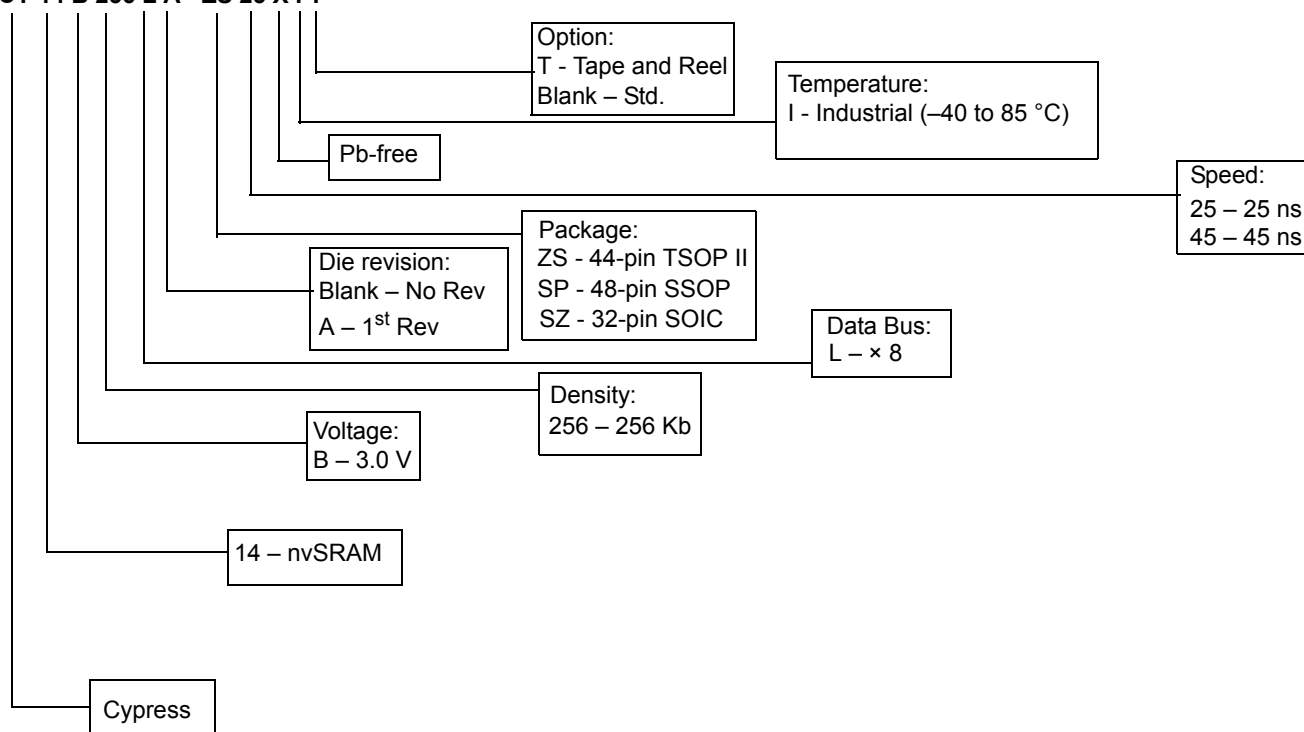 Option:
T - Tape and Reel
Blank – Std.
Temperature:
I - Industrial (–40 to 85 °C)
Pb-free
Speed:
25 – 25 ns
45 – 45 ns
Package:
ZS - 44-pin TSOP II
SP - 48-pin SSOP
SZ - 32-pin SOIC
Die revision:
Blank – No Rev
A – 1st Rev
Data Bus:
L – × 8
Density:
256 – 256 Kb
Voltage:
B – 3.0 V
14 – nvSRAM
Cypress